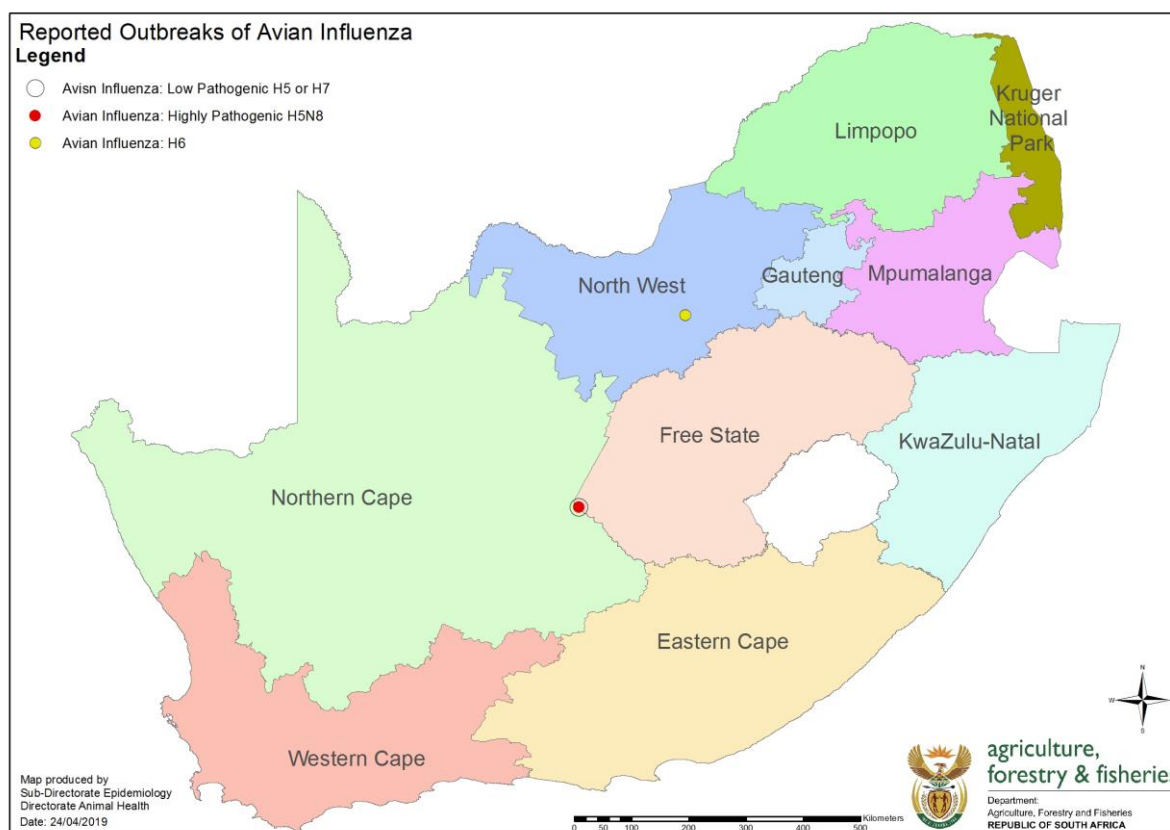 Reported Outbreaks of Avian Influenza
Legend
Avisn Influenza: Low Pathogenic H5 or H7
Avian Influenza: Highly Pathogenic H5N8
Avian Influenza: H6
Kruger
National
Park
Limpopo
North West
Gauteng
Mpumalanga
Free State
KwaZulu-Natal
Northern Cape
Eastern Cape
Western Cape
N
W
S
Map produced by
Sub-Directorate Epidemiology
Directorate Animal Health
Date: 24/04/2019
Kilometers
0 50 100 200 300 400 500
agriculture,
forestry & fisheries
Department:
Agriculture, Forestry and Fisheries
REPUBLIC OF SOUTH AFRICA